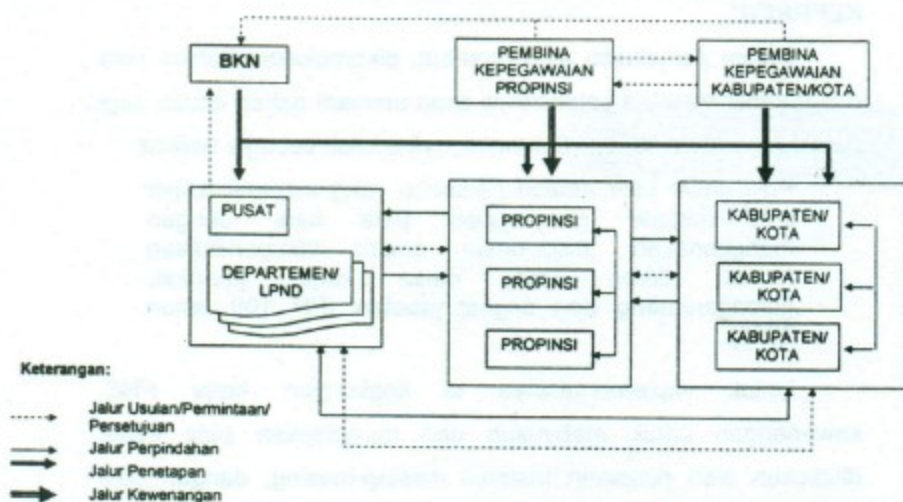 BKN
PEMBINA
KEPEGAWAIAN
PROPINSI
PEMBINA
KEPEGAWAIAN
KABUPATEN/KOTA
PUSAT
DEPARTEMEN/
LPND
PROPINSI
PROPINSI
PROPINSI
KABUPATEN/
KOTA
KABUPATEN/
KOTA
KABUPATEN/
KOTA
Keterangan:
Jalur Usulan/Permintaan/
Persetujuan
Jalur Perpindahan
Jalur Penetapan
Jalur Kewenangan